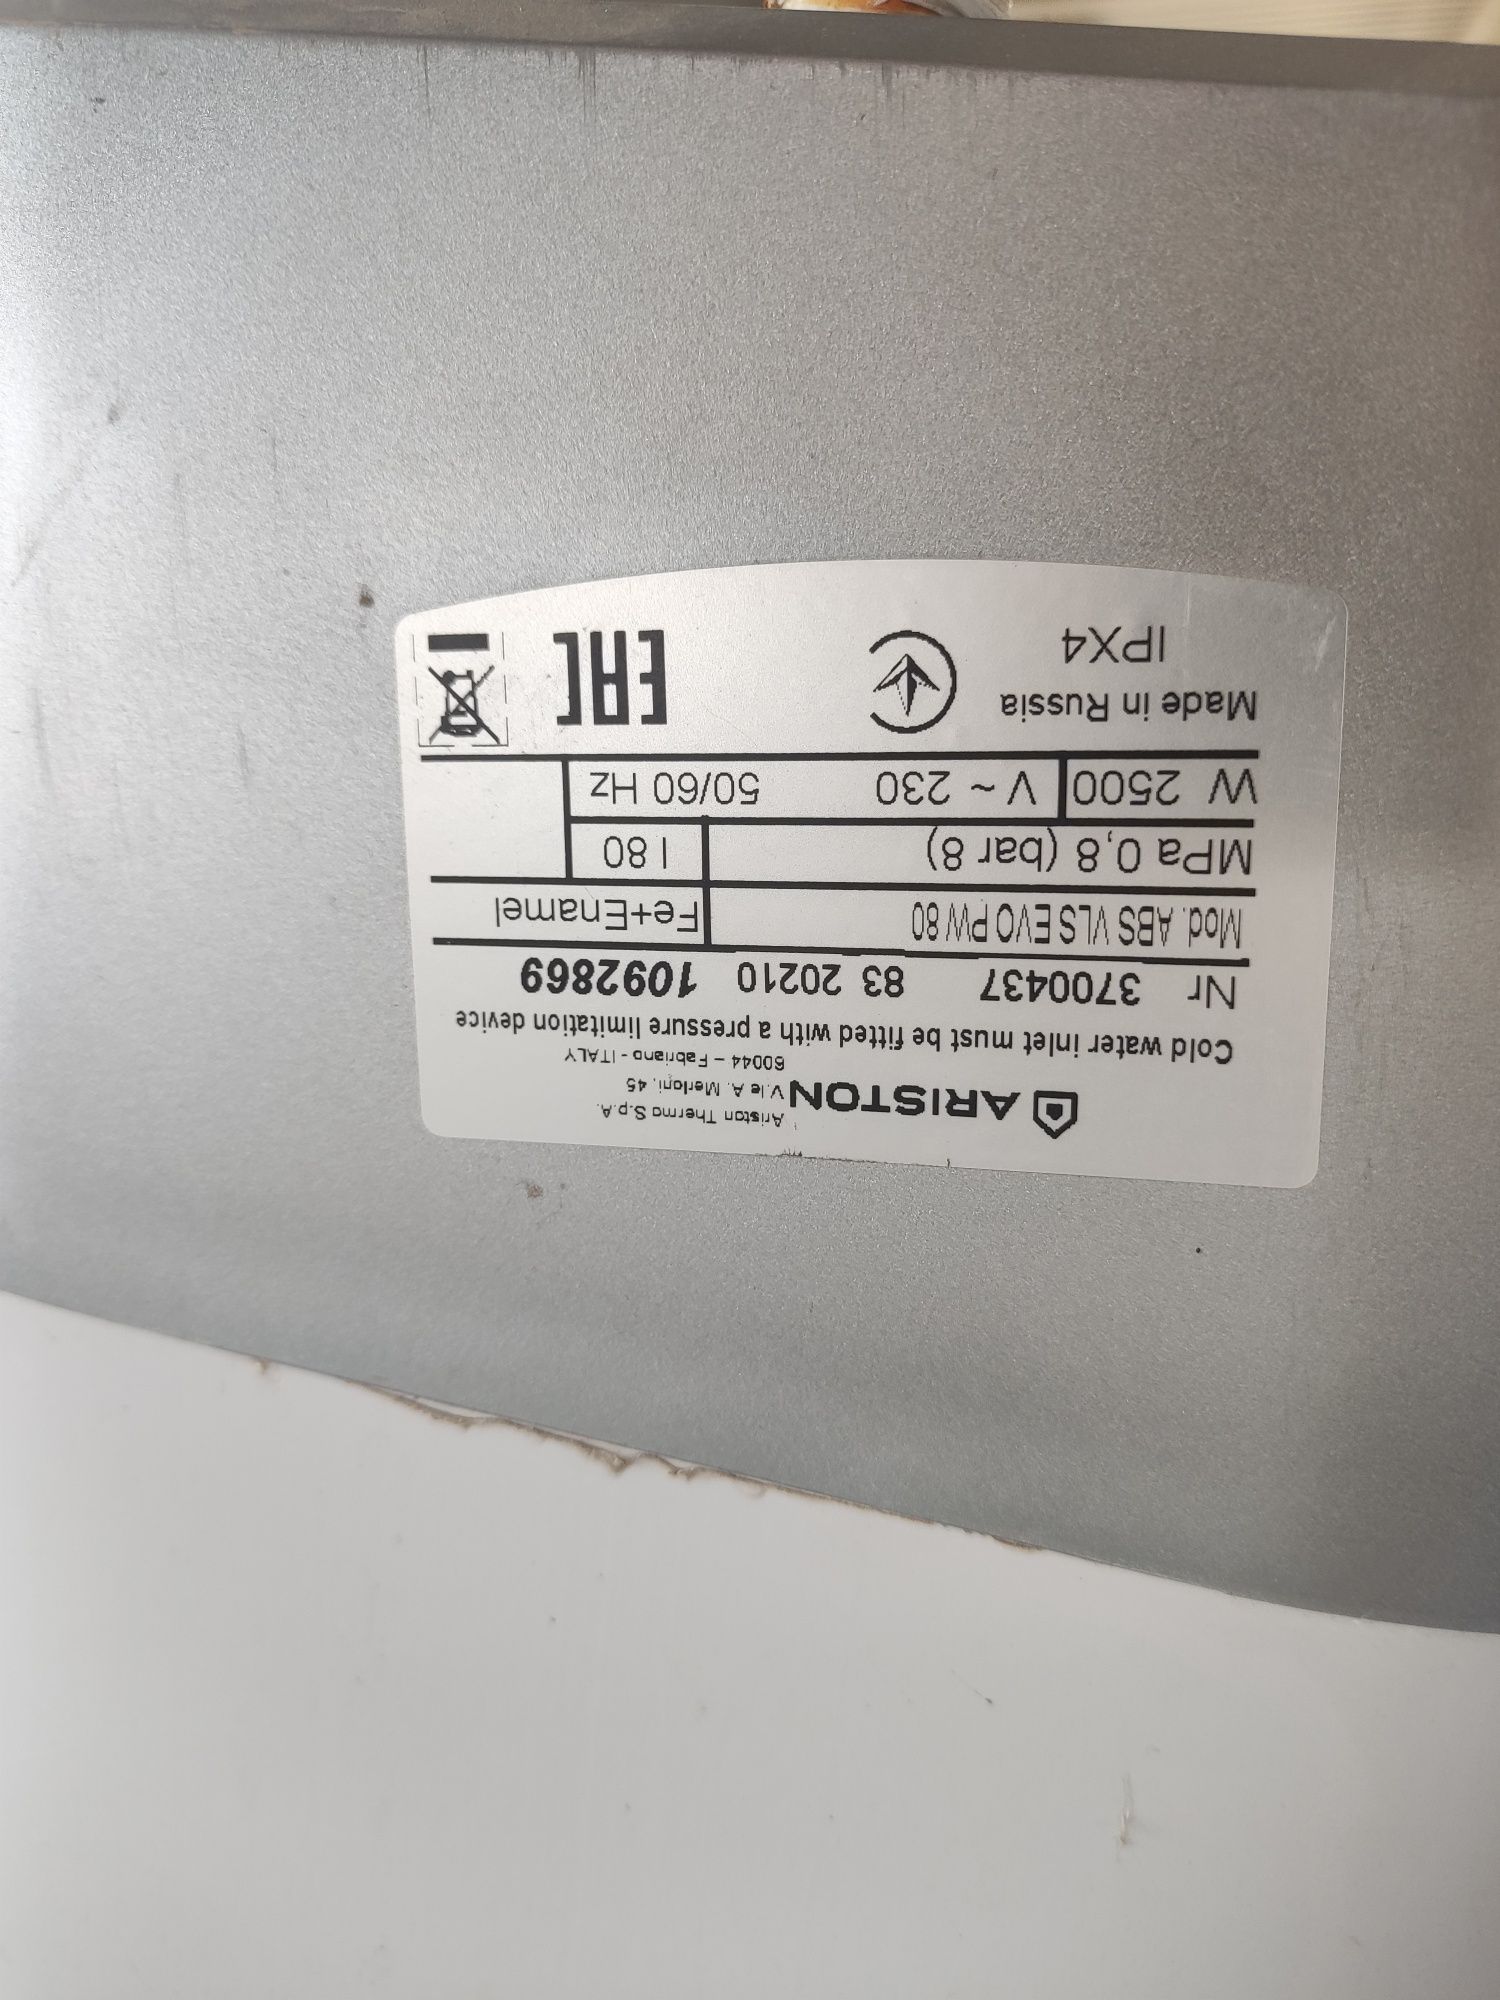 ARISTON
Ariston Thermo S.p.A.
V.le A. Merloni, 45
60044 – Fabriano - ITALY
Cold water inlet must be fitted with a pressure limitation device
Nr 3700437 83 20210 1092869
Mod. ABS VLS EVO PW 80 Fe+Enamel
MPa 0,8 (bar 8) l 80
W 2500 V ~ 230 50/60 Hz
Made in Russia
IPX4
EAC